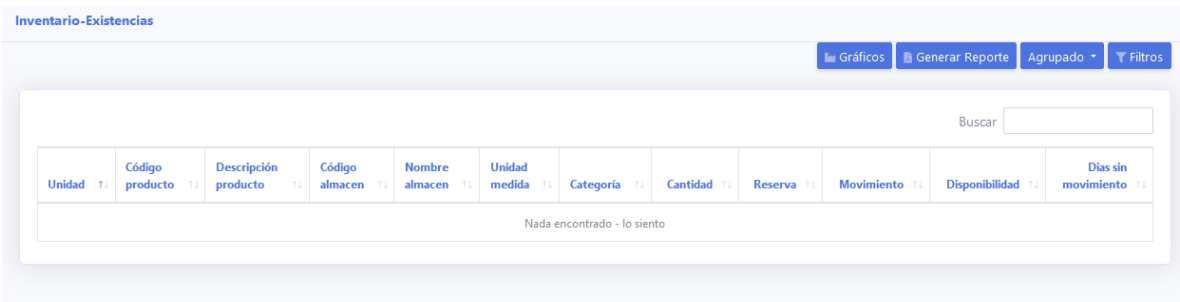 Inventario-Existencias
Gráficos Generar Reporte Agrupado Filtros
Buscar
Unidad Código producto Descripción producto Código almacen Nombre almacen Unidad medida Categoría Cantidad Reserva Movimiento Disponibilidad Dias sin movimiento
Nada encontrado - lo siento